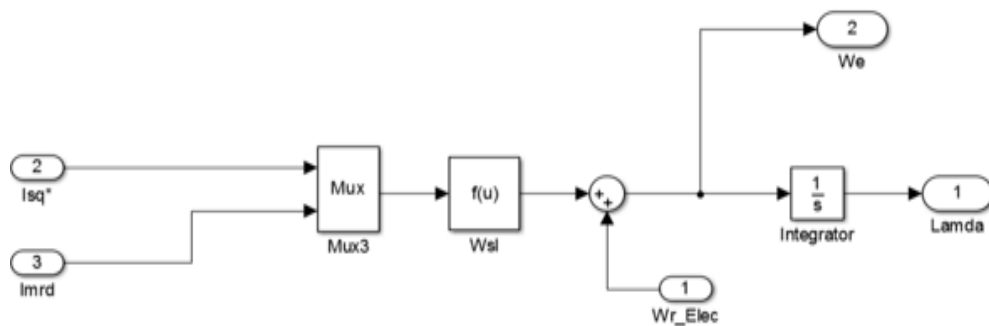 2
We
2
Isq*
Mux
Mux3
f(u)
Wsl
+
+
1
s
Integrator
1
Lamda
3
Imrd
1
Wr_Elec